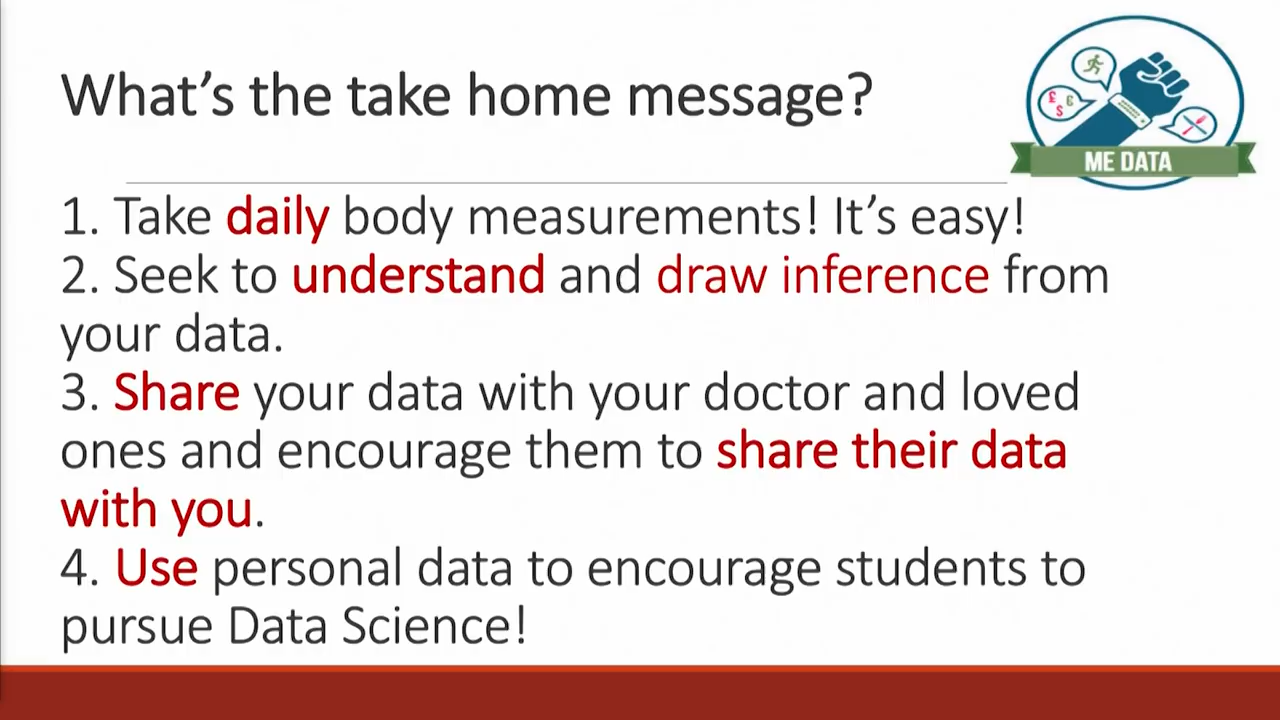 What's the take home message?
ME DATA
1. Take daily body measurements! It's easy!
2. Seek to understand and draw inference from
your data.
3. Share your data with your doctor and loved
ones and encourage them to share their data
with you.
4. Use personal data to encourage students to
pursue Data Science!